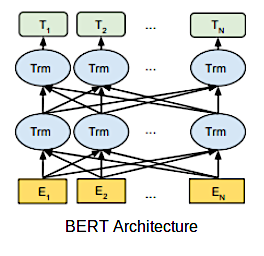 T1 T2 ... TN
Trm Trm ... Trm
Trm Trm ... Trm
E1 E2 ... EN
BERT Architecture